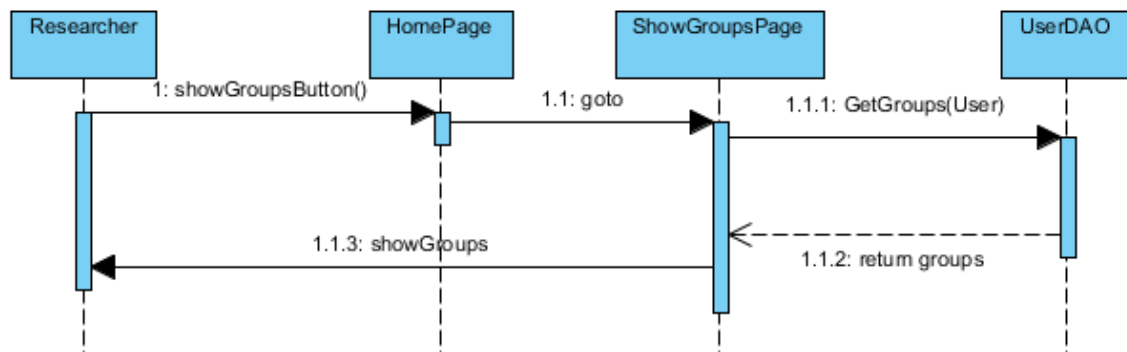 Researcher
HomePage
ShowGroupsPage
UserDAO
1: showGroupsButton()
1.1: goto
1.1.1: GetGroups(User)
1.1.3: showGroups
1.1.2: return groups